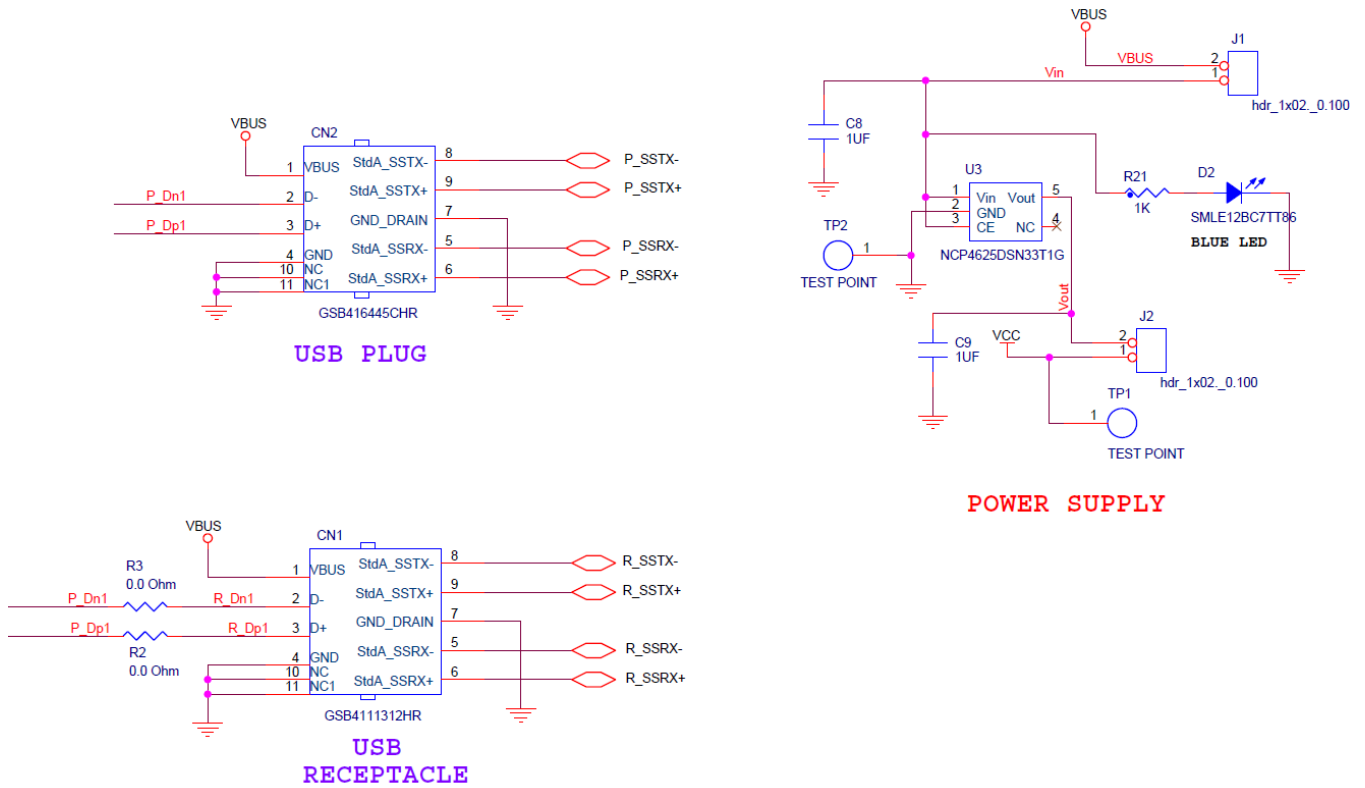 VBUS
CN2
1
VBUS
StdA_SSTX-
8
P_SSTX-
P_Dn1
2
D-
StdA_SSTX+
9
P_SSTX+
P_Dp1
3
D+
GND_DRAIN
7
4
GND
StdA_SSRX-
5
P_SSRX-
10
NC
StdA_SSRX+
6
P_SSRX+
11
NC1
GSB416445CHR
USB PLUG
VBUS
J1
VBUS
2
Vin
1
hdr_1x02._0.100
C8
1UF
U3
R21
1K
D2
SMLE12BC7TT86
BLUE LED
1
Vin
Vout
5
2
GND
3
CE
NC
4
NCP4625DSN33T1G
TP2
1
TEST POINT
Vout
C9
1UF
VCC
J2
2
1
hdr_1x02._0.100
TP1
1
TEST POINT
POWER SUPPLY
VBUS
CN1
R3
0.0 Ohm
1
VBUS
StdA_SSTX-
8
R_SSTX-
P_Dn1
R_Dn1
2
D-
StdA_SSTX+
9
R_SSTX+
P_Dp1
R_Dp1
3
D+
GND_DRAIN
7
R2
0.0 Ohm
4
GND
StdA_SSRX-
5
R_SSRX-
10
NC
StdA_SSRX+
6
R_SSRX+
11
NC1
GSB4111312HR
USB
RECEPTACLE